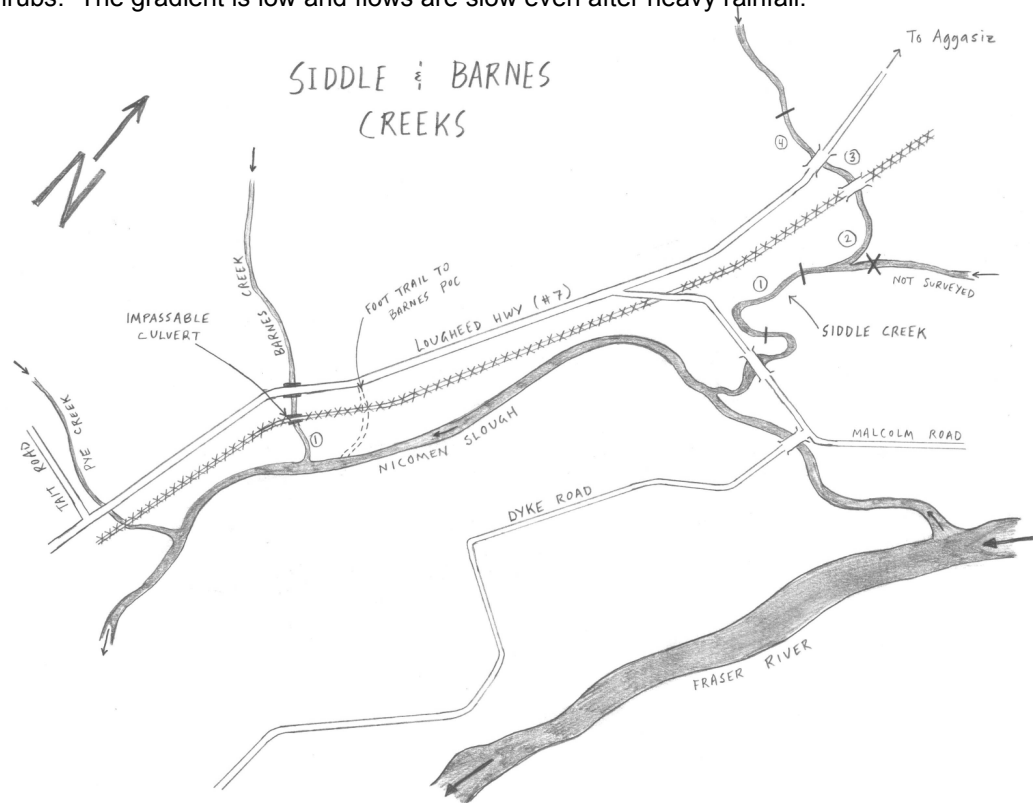 hrubs. The gradient is low and flows are slow even after heavy rainfall.
To Aggasiz
SIDDLE & BARNES
CREEKS
N
4
3
2
1
NOT SURVEYED
SIDDLE CREEK
BARNES CREEK
FOOT TRAIL TO
BARNES POC
LOUGHEED HWY (#7)
IMPASSABLE
CULVERT
PYE CREEK
TAIT ROAD
1
NICOMEN SLOUGH
MALCOLM ROAD
DYKE ROAD
FRASER RIVER